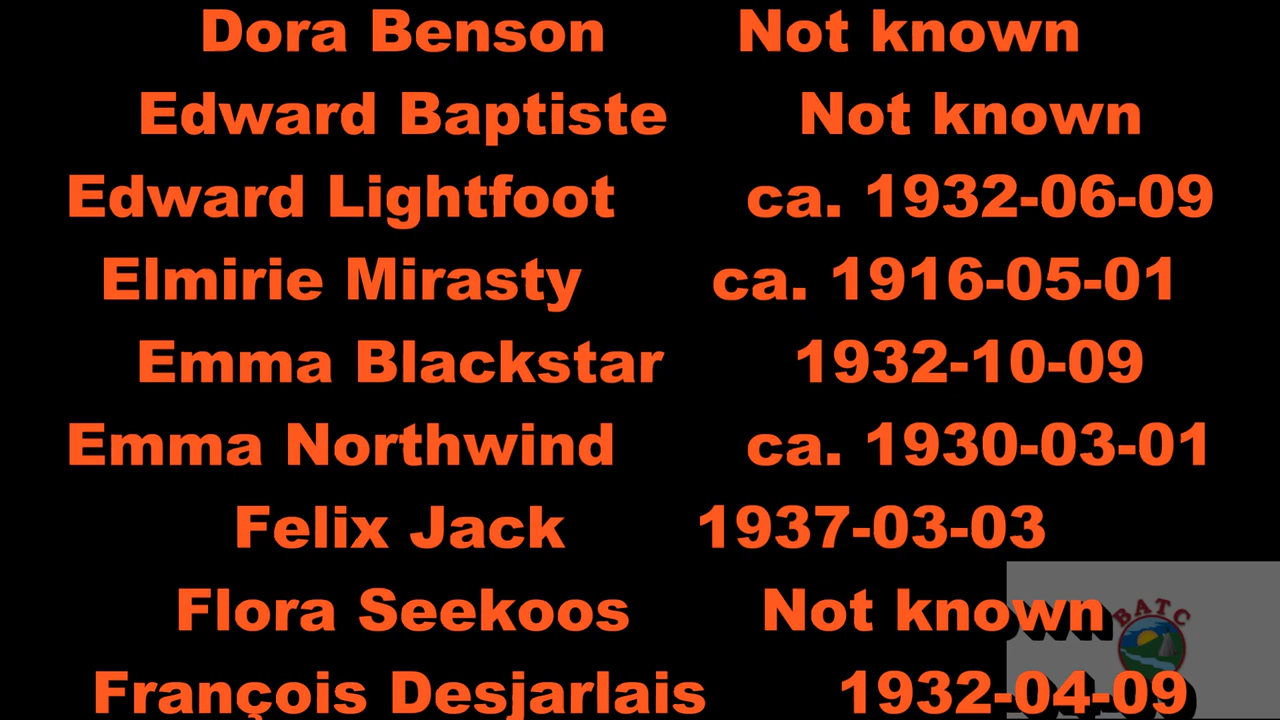 Dora Benson Not known
Edward Baptiste Not known
Edward Lightfoot ca. 1932-06-09
Elmirie Mirasty ca. 1916-05-01
Emma Blackstar 1932-10-09
Emma Northwind ca. 1930-03-01
Felix Jack 1937-03-03
Flora Seekoos Not known
BATC
François Desjarlais 1932-04-09